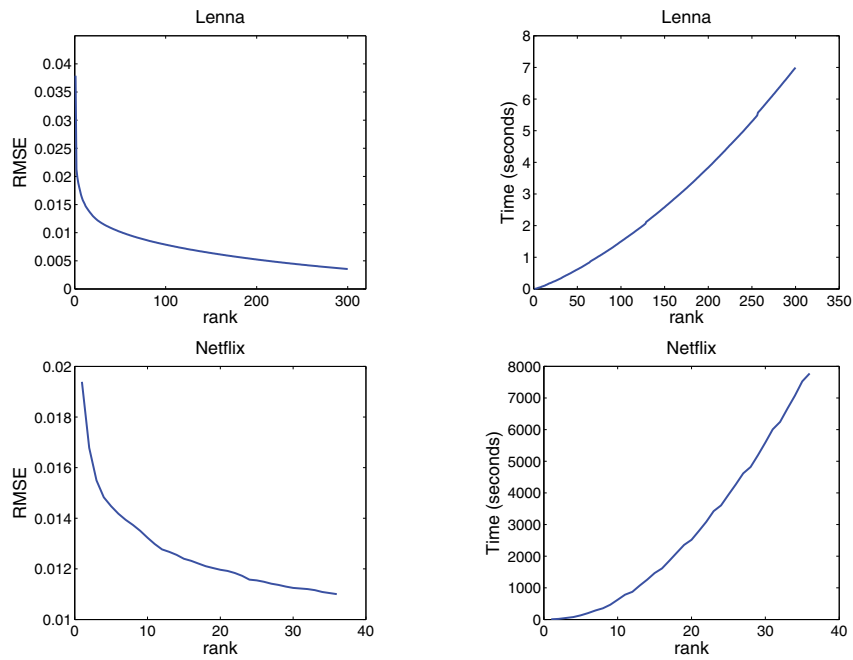 Lenna
RMSE
0.04
0.035
0.03
0.025
0.02
0.015
0.01
0.005
0
0 100 200 300
rank
Lenna
Time (seconds)
8
7
6
5
4
3
2
1
0
0 50 100 150 200 250 300 350
rank
Netflix
RMSE
0.02
0.018
0.016
0.014
0.012
0.01
0 10 20 30 40
rank
Netflix
Time (seconds)
8000
7000
6000
5000
4000
3000
2000
1000
0
0 10 20 30 40
rank